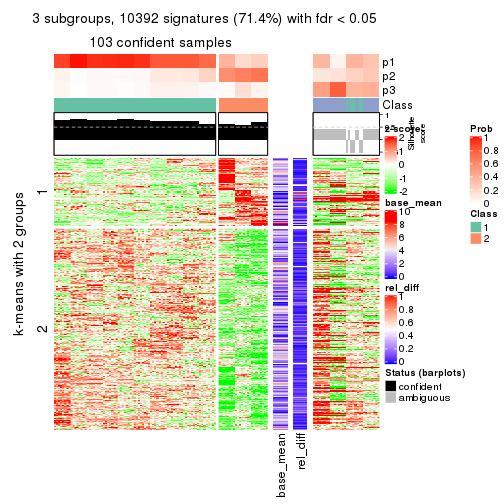 3 subgroups, 10392 signatures (71.4%) with fdr < 0.05
103 confident samples
p1
p2
p3
Class
1
0.5
Silhouette
score
z-score
2
1
0
-1
-2
base_mean
10
8
6
4
2
0
rel_diff
1
0.8
0.6
0.4
0.2
0
Status (barplots)
confident
ambiguous
Prob
1
0.8
0.6
0.4
0.2
0
Class
1
2
k-means with 2 groups
1
2
base_mean
rel_diff